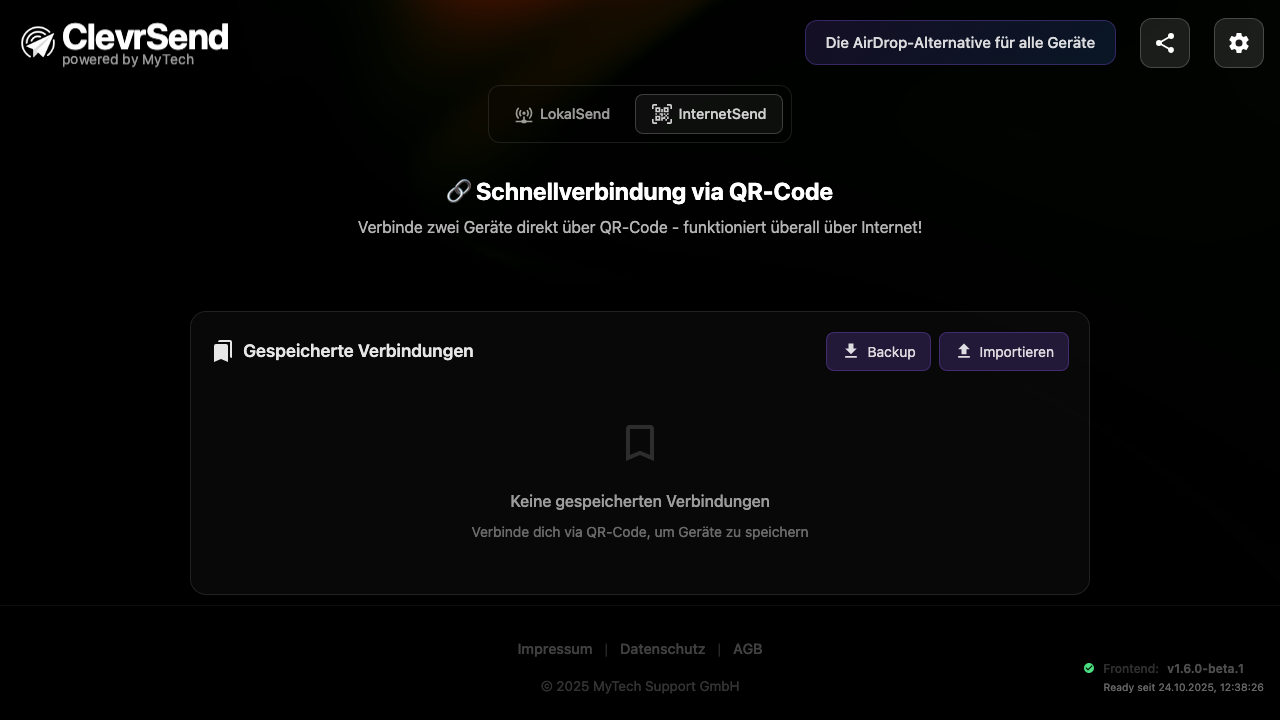 ClevrSend
powered by MyTech
Die AirDrop-Alternative für alle Geräte
LokalSend
InternetSend
Schnellverbindung via QR-Code
Verbinde zwei Geräte direkt über QR-Code - funktioniert überall über Internet!
Gespeicherte Verbindungen
Backup
Importieren
Keine gespeicherten Verbindungen
Verbinde dich via QR-Code, um Geräte zu speichern
Impressum | Datenschutz | AGB
© 2025 MyTech Support GmbH
Frontend: v1.6.0-beta.1
Ready seit 24.10.2025, 12:38:26